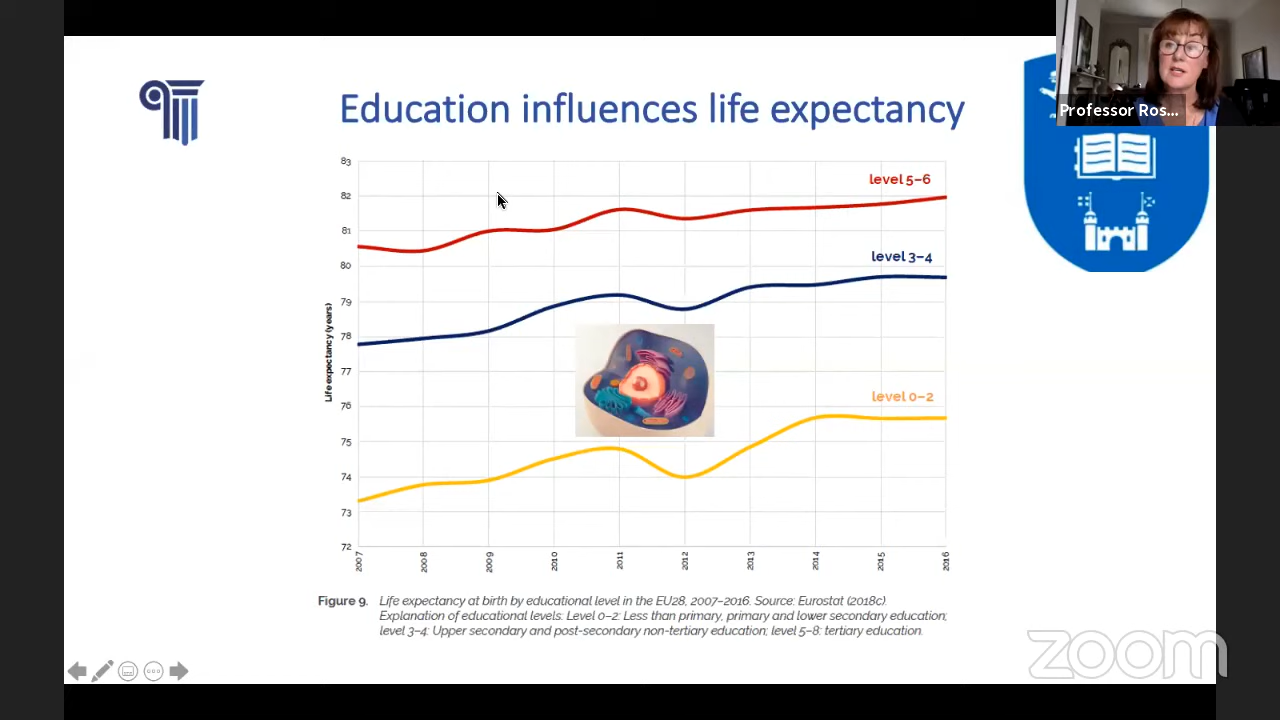 Professor Ros...
Education influences life expectancy
83
82
81
80
79
78
77
76
75
74
73
72
Life expectancy (years)
level 5–6
level 3–4
level 0–2
2007
2008
2009
2010
2011
2012
2013
2014
2015
2016
Figure 9. Life expectancy at birth by educational level in the EU28, 2007–2016. Source: Eurostat (2018c).
Explanation of educational levels: Level 0–2: Less than primary, primary and lower secondary education;
level 3–4: Upper secondary and post-secondary non-tertiary education; level 5–8: tertiary education.
zoom